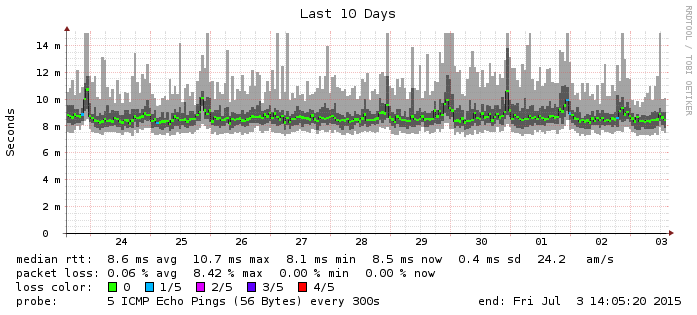 Last 10 Days
RRDTOOL / TOBI OETIKER
Seconds
14 m
12 m
10 m
8 m
6 m
4 m
2 m
0
24 25 26 27 28 29 30 01 02 03
median rtt: 8.6 ms avg 10.7 ms max 8.1 ms min 8.5 ms now 0.4 ms sd 24.2 am/s
packet loss: 0.06 % avg 8.42 % max 0.00 % min 0.00 % now
loss color: 0 1/5 2/5 3/5 4/5
probe: 5 ICMP Echo Pings (56 Bytes) every 300s end: Fri Jul 3 14:05:20 2015